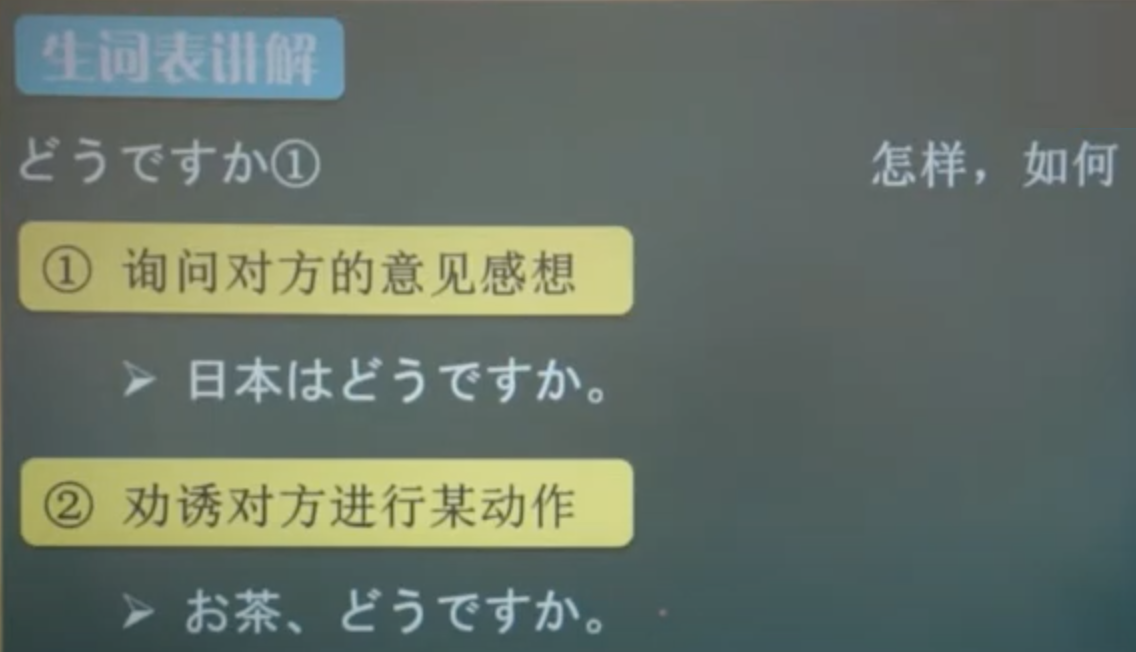 生词表讲解
どうですか① 怎样，如何
① 询问对方的意见感想
➢ 日本はどうですか。
② 劝诱对方进行某动作
➢ お茶、どうですか。